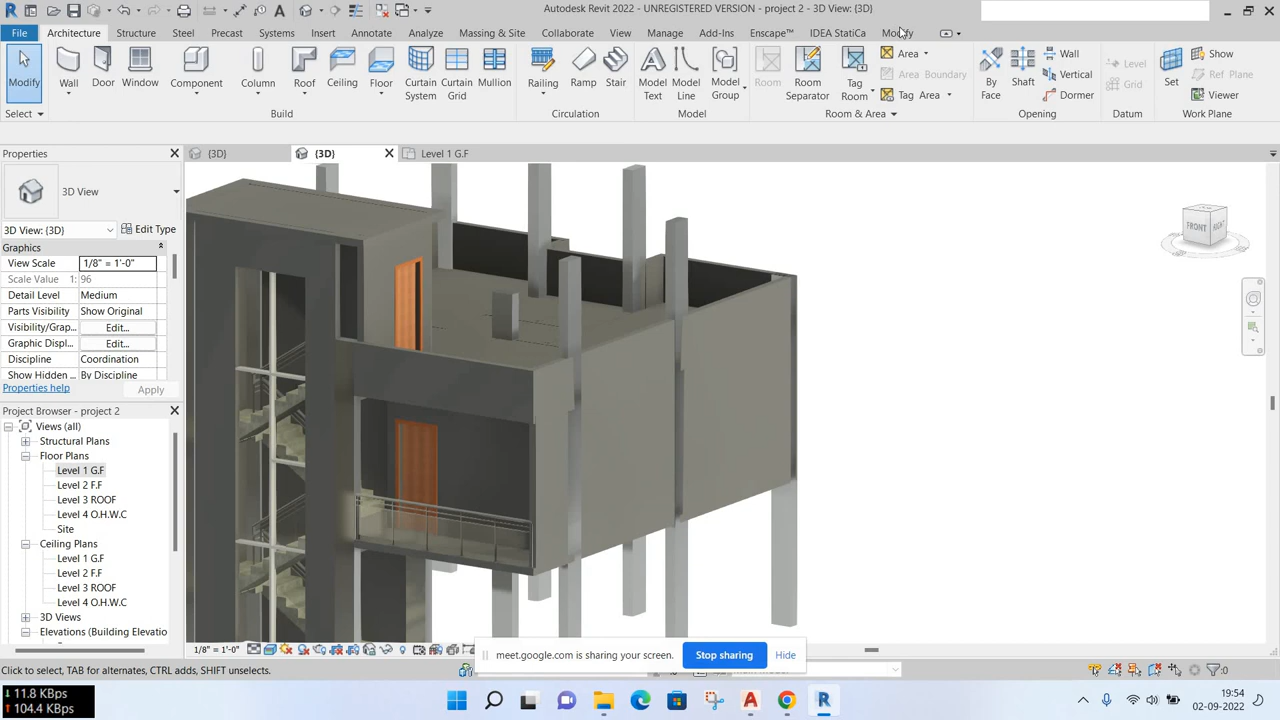 Autodesk Revit 2022 - UNREGISTERED VERSION - project 2 - 3D View: {3D}
File Architecture Structure Steel Precast Systems Insert Annotate Analyze Massing & Site Collaborate View Manage Add-Ins Enscape™ IDEA StatiCa Modify
Modify Wall Door Window Component Column Roof Ceiling Floor Curtain System Curtain Grid Mullion Railing Ramp Stair Model Text Model Line Model Group Room Room Separator Tag Room Area Area Boundary Tag Area By Face Shaft Wall Vertical Dormer Level Grid Set Show Ref Plane Viewer
Select Build Circulation Model Room & Area Opening Datum Work Plane
Properties {3D} {3D} Level 1 G.F
3D View
3D View: {3D} Edit Type
Graphics
View Scale 1/8" = 1'-0"
Scale Value 1: 96
Detail Level Medium
Parts Visibility Show Original
Visibility/Grap... Edit...
Graphic Displ... Edit...
Discipline Coordination
Show Hidden ... By Discipline
Properties help Apply
Project Browser - project 2
Views (all)
Structural Plans
Floor Plans
Level 1 G.F
Level 2 F.F
Level 3 ROOF
Level 4 O.H.W.C
Site
Ceiling Plans
Level 1 G.F
Level 2 F.F
Level 3 ROOF
Level 4 O.H.W.C
3D Views
Elevations (Building Elevatio
FRONT RIGHT
1/8" = 1'-0"
meet.google.com is sharing your screen. Stop sharing Hide
Click to select, TAB for alternates, CTRL adds, SHIFT unselects. :0
↓ 11.8 KBps
↑ 104.4 KBps
19:54
02-09-2022